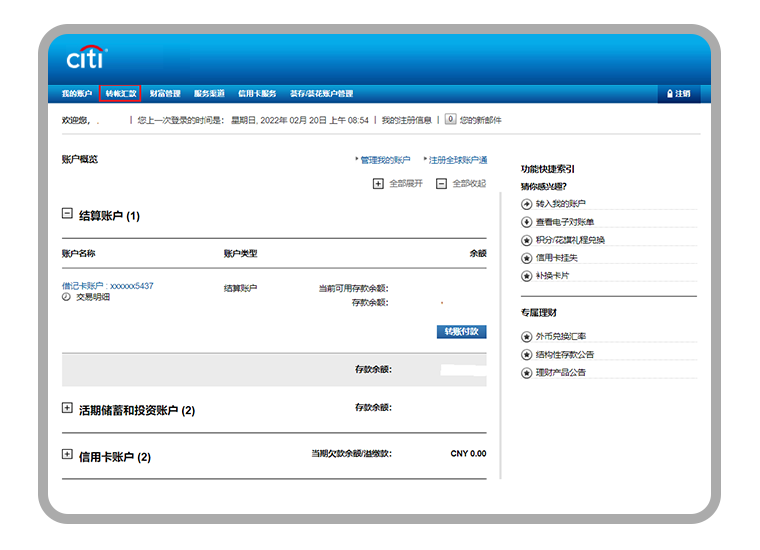 citi
我的账户 转帐汇款 财富管理 服务渠道 信用卡服务 荟存/荟花账户管理 注销
欢迎您, . | 您上一次登录的时间是: 星期日, 2022年 02月 20日 上午 08:54 | 我的注册信息 | 0 您的新邮件
账户概览 管理我的账户 注册全球账户通
全部展开 全部收起
结算账户 (1)
账户名称 账户类型 余额
借记卡账户 : xxxxxx5437 结算账户 当前可用存款余额:
交易明细 存款余额:
转账付款
存款余额:
活期储蓄和投资账户 (2) 存款余额:
信用卡账户 (2) 当期欠款余额/溢缴款: CNY 0.00
功能快捷索引
猜你感兴趣?
转入我的账户
查看电子对账单
积分/花旗礼程兑换
信用卡挂失
补换卡片
专属理财
外币兑换汇率
结构性存款公告
理财产品公告